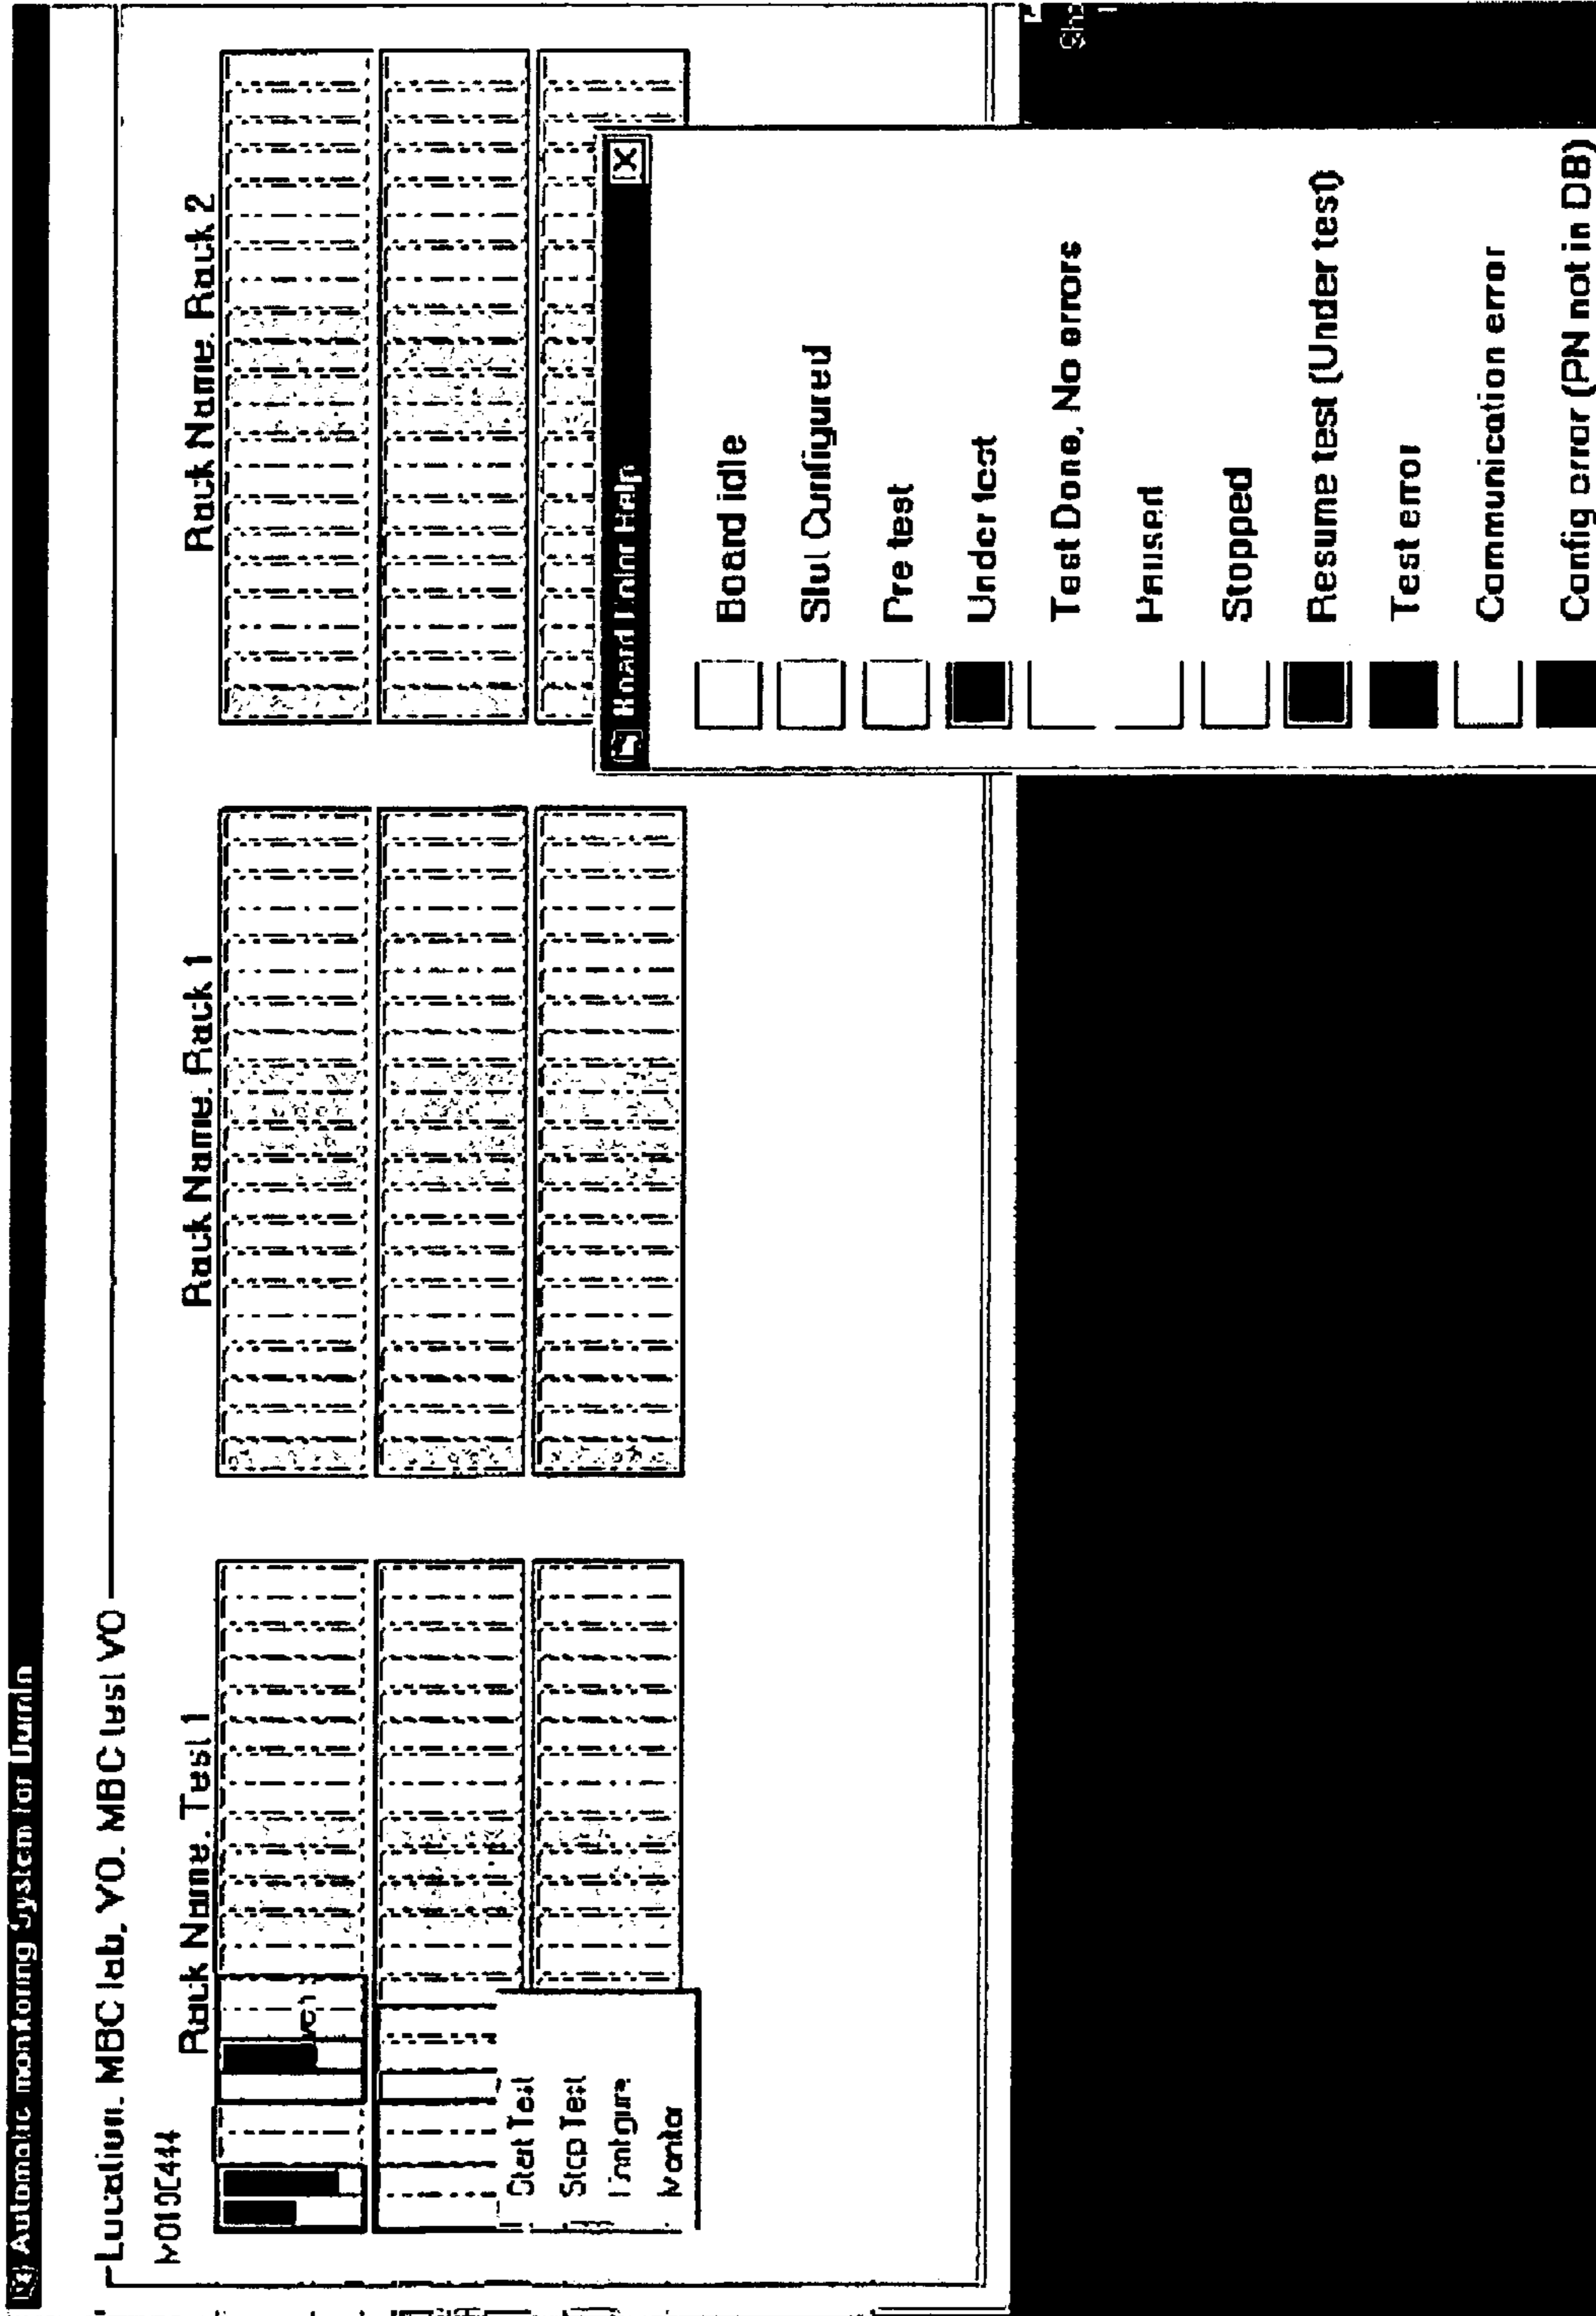 Automatic monitoring System for Burnin
Location. MBC lab, VO. MBC test VO
Rack Name. Test 1
Rack Name. Rack 1
Rack Name. Rack 2
Start Test
Stop Test
Configure
Monitor
Board Color Help
Board idle
Slot Configured
Pre test
Under test
Test Done, No errors
Paused
Stopped
Resume test (Under test)
Test error
Communication error
Config error (PN not in DB)